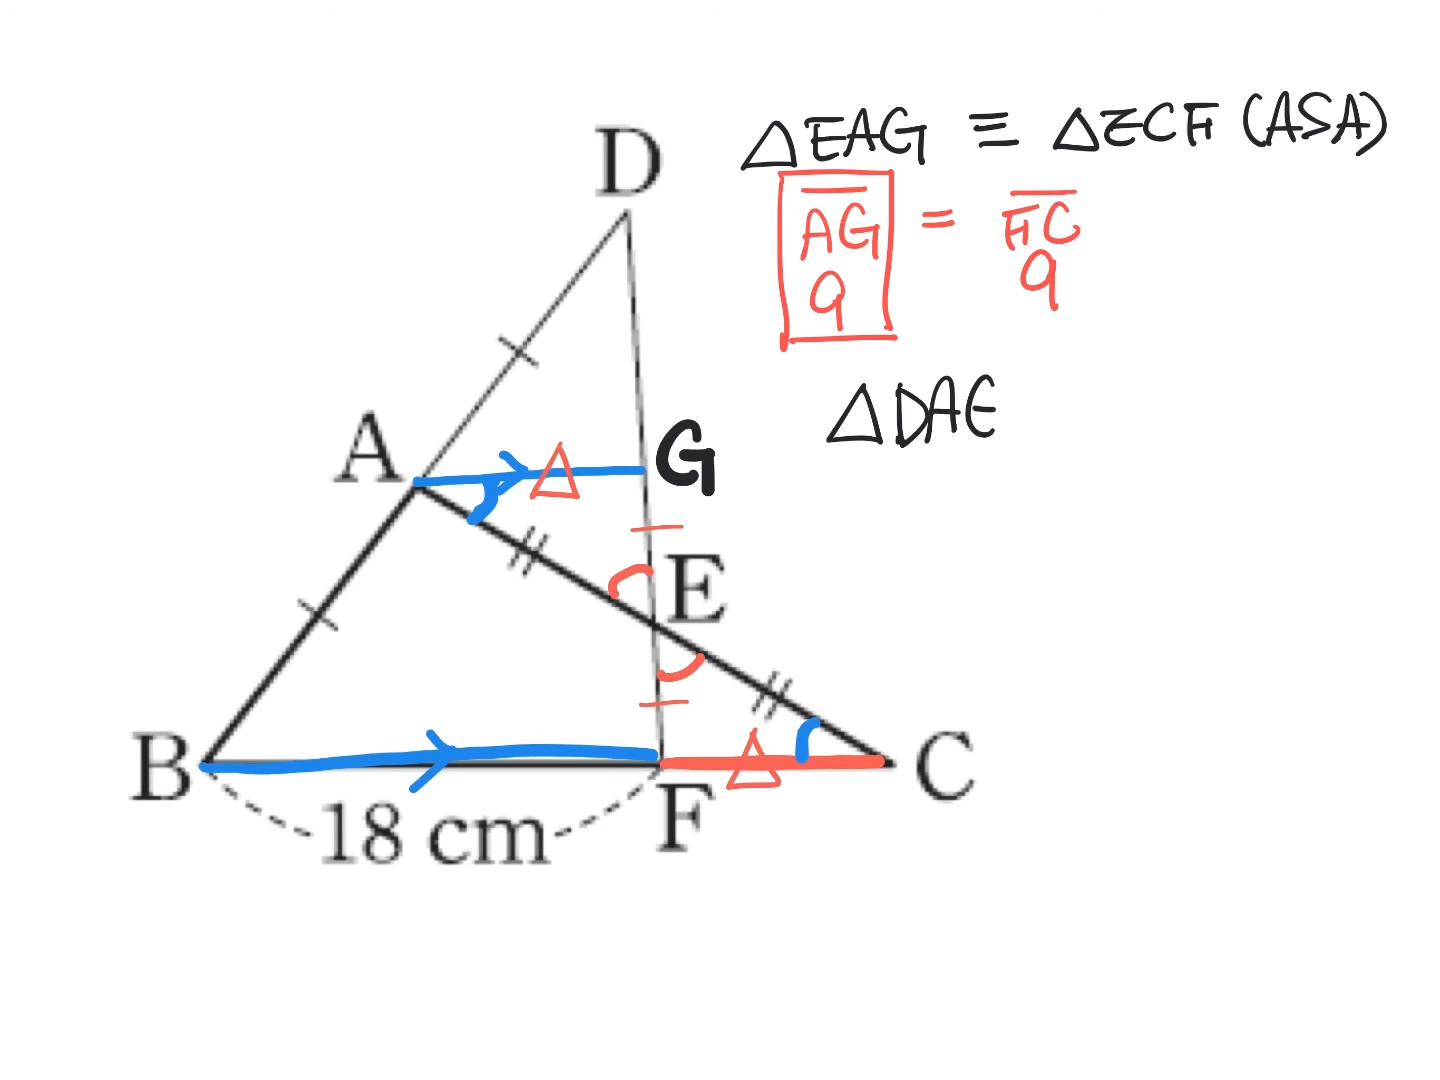 △EAG ≡ △ECF (ASA)
D
AG = FC
9 9
△DAE
A
G
E
B
C
F
18 cm